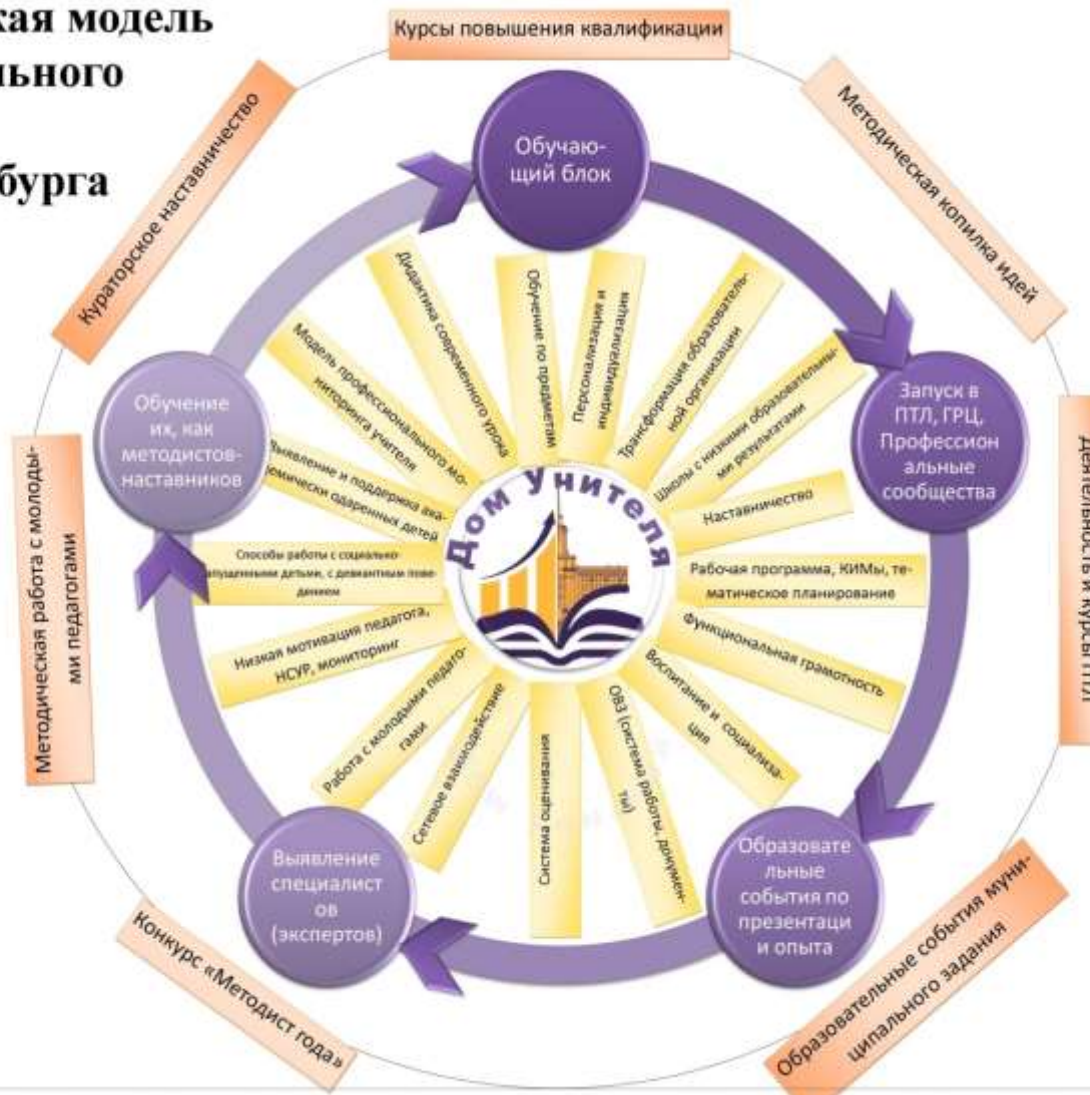 кая модель
льного
бурга
Курсы повышения квалификации
Методическая копилка идей
Деятельность и курсы ПТЛ
Образовательные события муни-
ципального задания
Конкурс «Методист года»
Методическая работа с молоды-
ми педагогами
Кураторское наставничество
Обучаю-
щий блок
Запуск в
ПТЛ, ГРЦ,
Профессион
альные
сообщества
Образовате
льные
события по
презентаци
и опыта
Выявление
специалист
ов
(экспертов)
Обучение
их, как
методистов-
наставников
Обучение по предметам
Персонализация и
индивидуализация
Трансформация образователь-
ной организации
Школы с низкими образовательны-
ми результатами
Наставничество
Рабочая программа, КИМы, те-
матическое планирование
Функциональная грамотность
Воспитание и социализа-
ция
ОВЗ (система работы, докумен-
ты)
Система оценивания
Сетевое взаимодействие
Работа с молодыми педаго-
гами
Низкая мотивация педагога,
НСУР, мониторинг
Способы работы с социально-
апущенными детьми, с девиантным пове-
дением
Выявление и поддержка ака-
демически одаренных детей
Модель профессионального мо-
ниторинга учителя
Дидактика современного урока
Дом Учителя